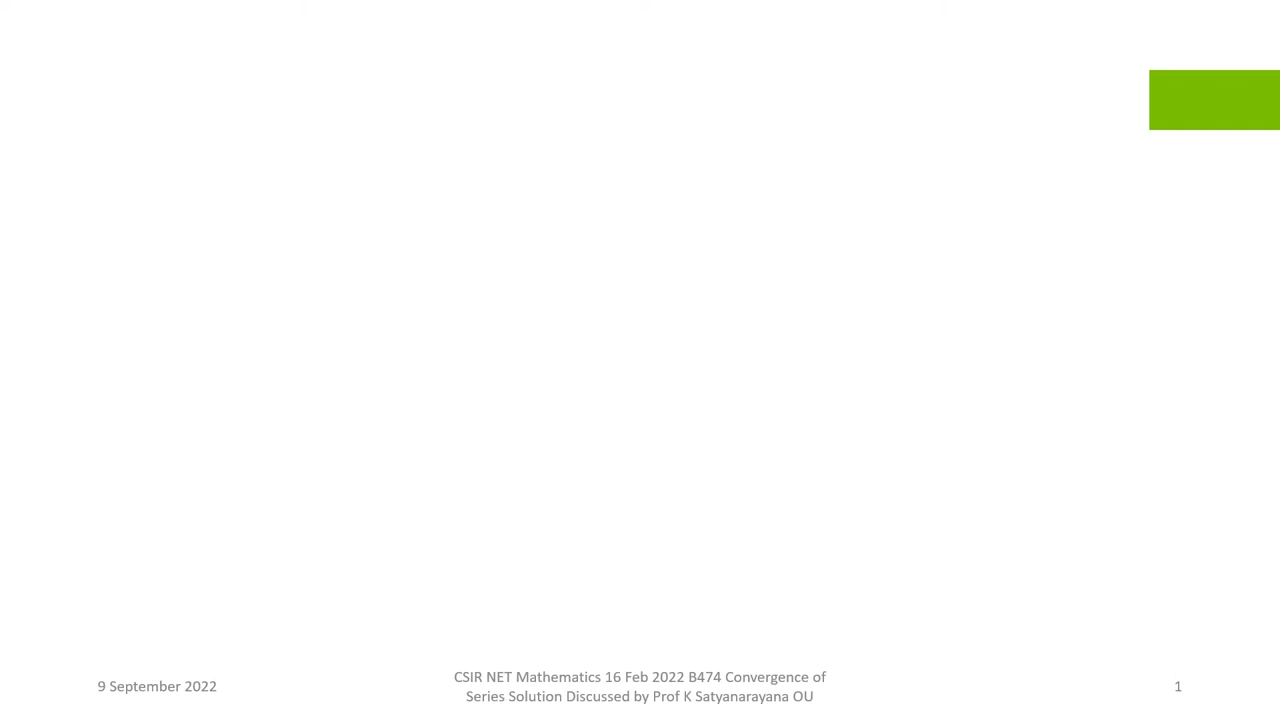 9 September 2022
CSIR NET Mathematics 16 Feb 2022 B474 Convergence of
Series Solution Discussed by Prof K Satyanarayana OU
1